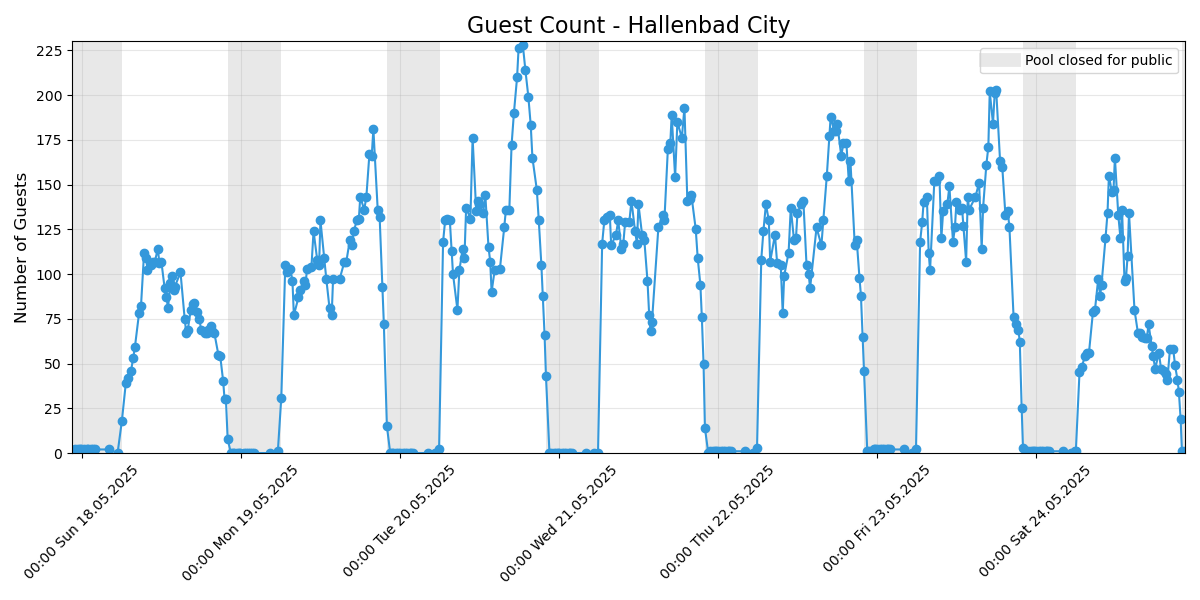 Guest Count - Hallenbad City
Pool closed for public
Number of Guests
225
200
175
150
125
100
75
50
25
0
00:00 Sun 18.05.2025
00:00 Mon 19.05.2025
00:00 Tue 20.05.2025
00:00 Wed 21.05.2025
00:00 Thu 22.05.2025
00:00 Fri 23.05.2025
00:00 Sat 24.05.2025